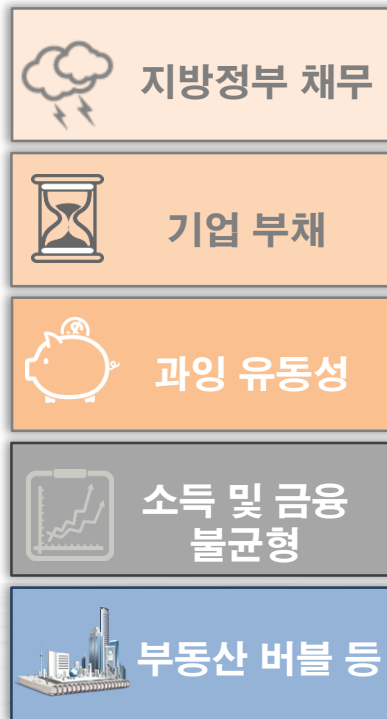 지방정부 채무
기업 부채
과잉 유동성
소득 및 금융
불균형
부동산 버블 등